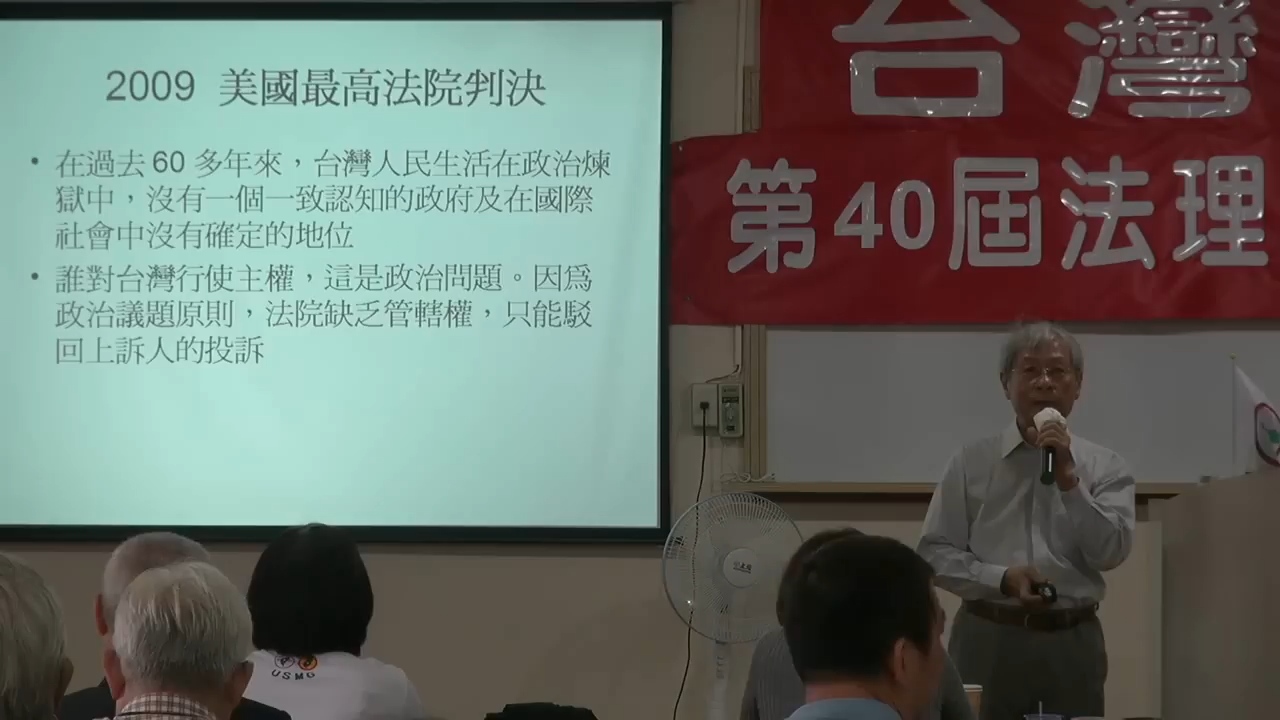 2009 美國最高法院判決
• 在過去 60 多年來，台灣人民生活在政治煉
獄中，沒有一個一致認知的政府及在國際
社會中沒有確定的地位
• 誰對台灣行使主權，這是政治問題。因爲
政治議題原則，法院缺乏管轄權，只能駁
回上訴人的投訴
台灣
第40屆法理
USMG